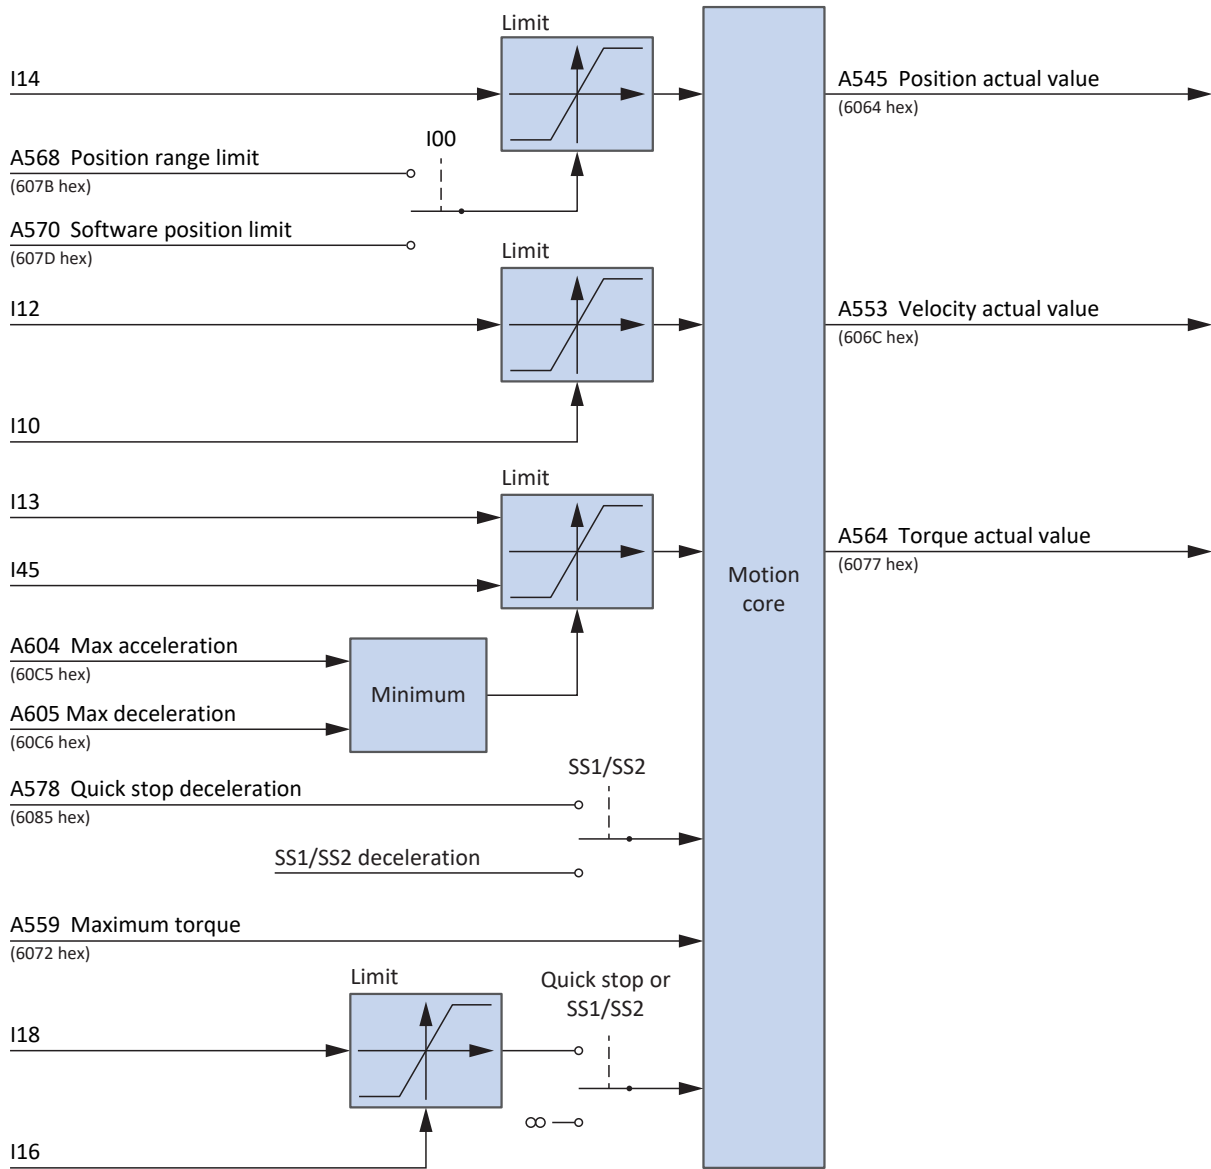 Limit
I14
A545 Position actual value
(6064 hex)
I00
A568 Position range limit
(607B hex)
A570 Software position limit
(607D hex)
Limit
I12
A553 Velocity actual value
(606C hex)
I10
Limit
I13
A564 Torque actual value
(6077 hex)
I45
Motion
core
A604 Max acceleration
(60C5 hex)
Minimum
A605 Max deceleration
(60C6 hex)
SS1/SS2
A578 Quick stop deceleration
(6085 hex)
SS1/SS2 deceleration
A559 Maximum torque
(6072 hex)
Limit
Quick stop or
SS1/SS2
I18
∞
I16